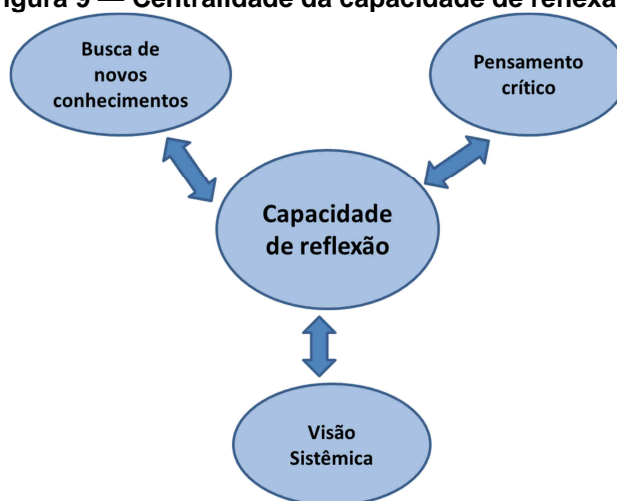 igura 9 — Centralidade da capacidade de reflexã
Busca de
novos
conhecimentos
Pensamento
crítico
Capacidade
de reflexão
Visão
Sistêmica